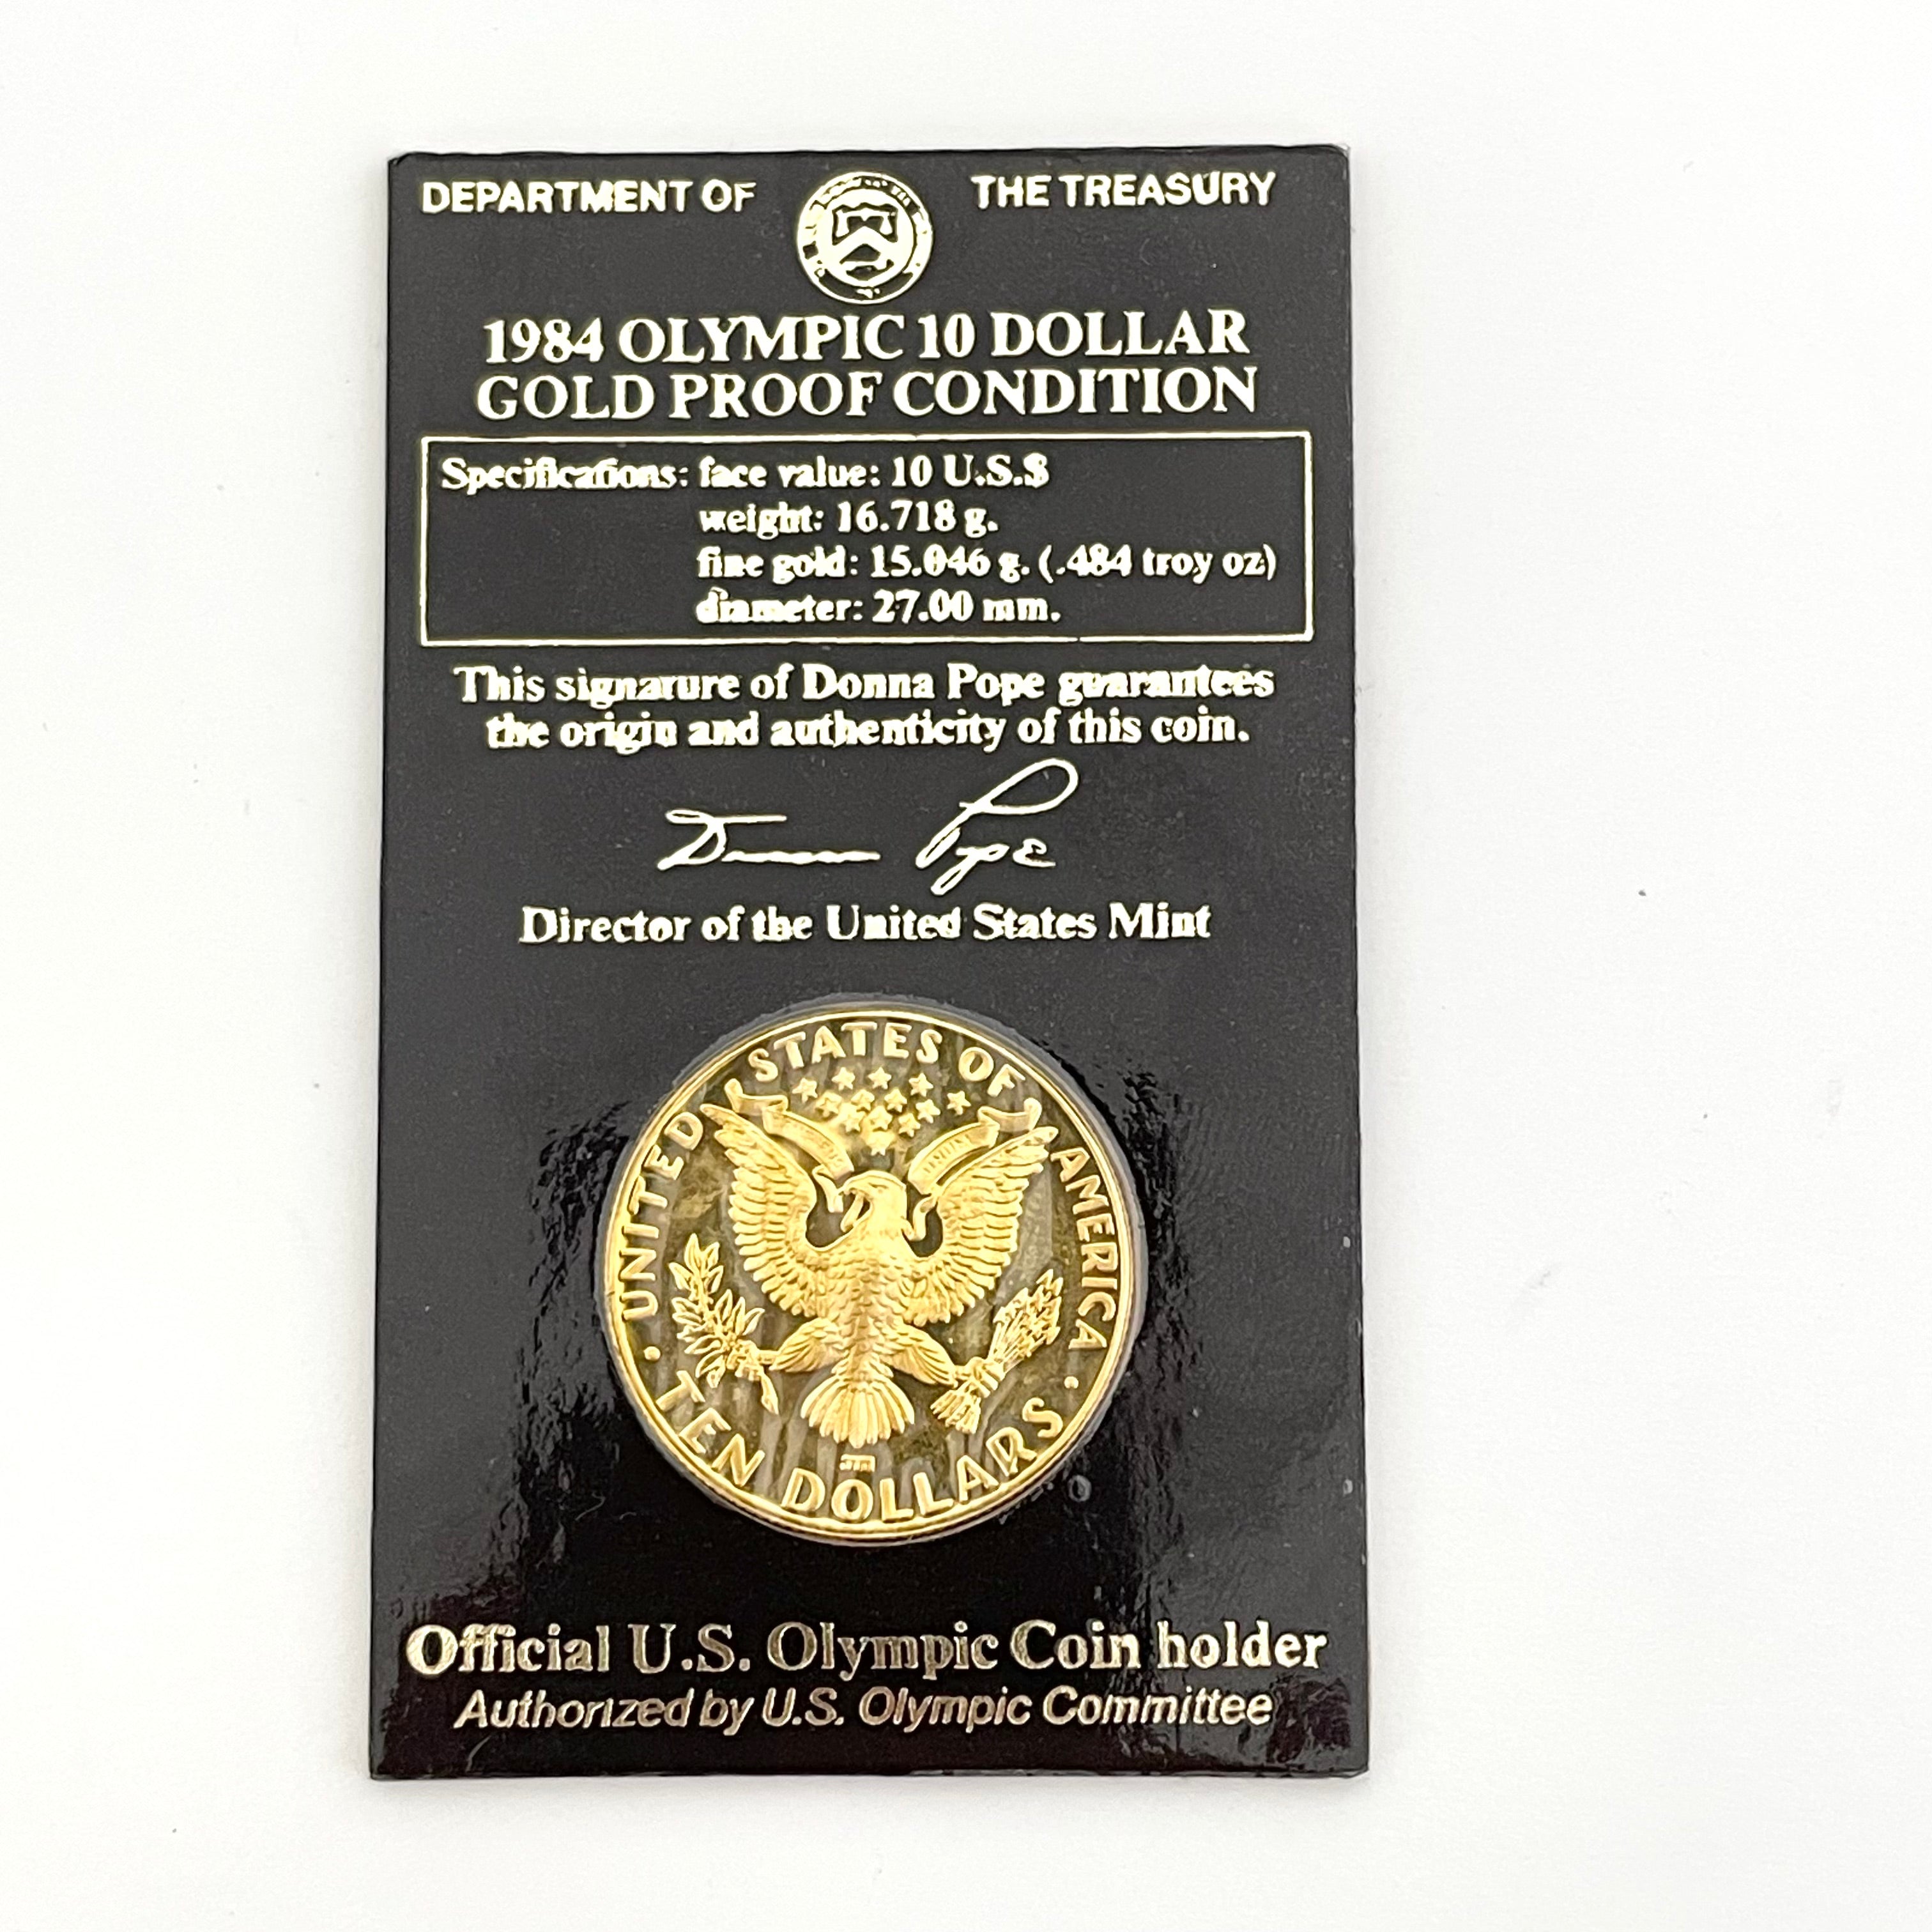 DEPARTMENT OF THE TREASURY
1984 OLYMPIC 10 DOLLAR
GOLD PROOF CONDITION
Specifications: face value: 10 U.S.$
weight: 16.718 g.
fine gold: 15.046 g. (.484 troy oz)
diameter: 27.00 mm.
This signature of Donna Pope guarantees
the origin and authenticity of this coin.
Donna Pope
Director of the United States Mint
UNITED STATES OF AMERICA
TEN DOLLARS
Official U.S. Olympic Coin holder
Authorized by U.S. Olympic Committee